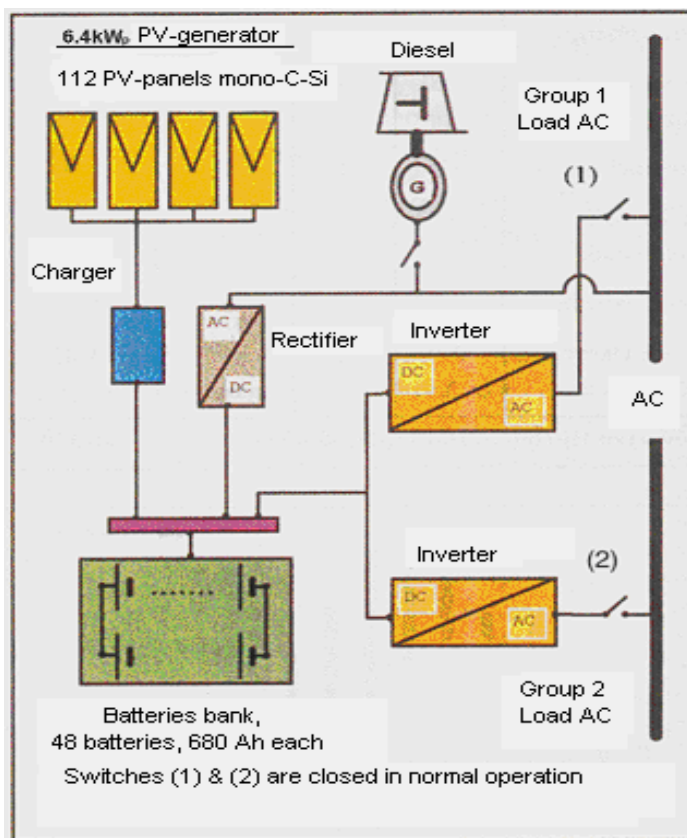 6.4kWp PV-generator
112 PV-panels mono-C-Si
Diesel
Group 1
Load AC
(1)
G
Charger
AC
DC
Rectifier
Inverter
DC
AC
AC
Inverter
(2)
DC
AC
Group 2
Load AC
Batteries bank,
48 batteries, 680 Ah each
Switches (1) & (2) are closed in normal operation